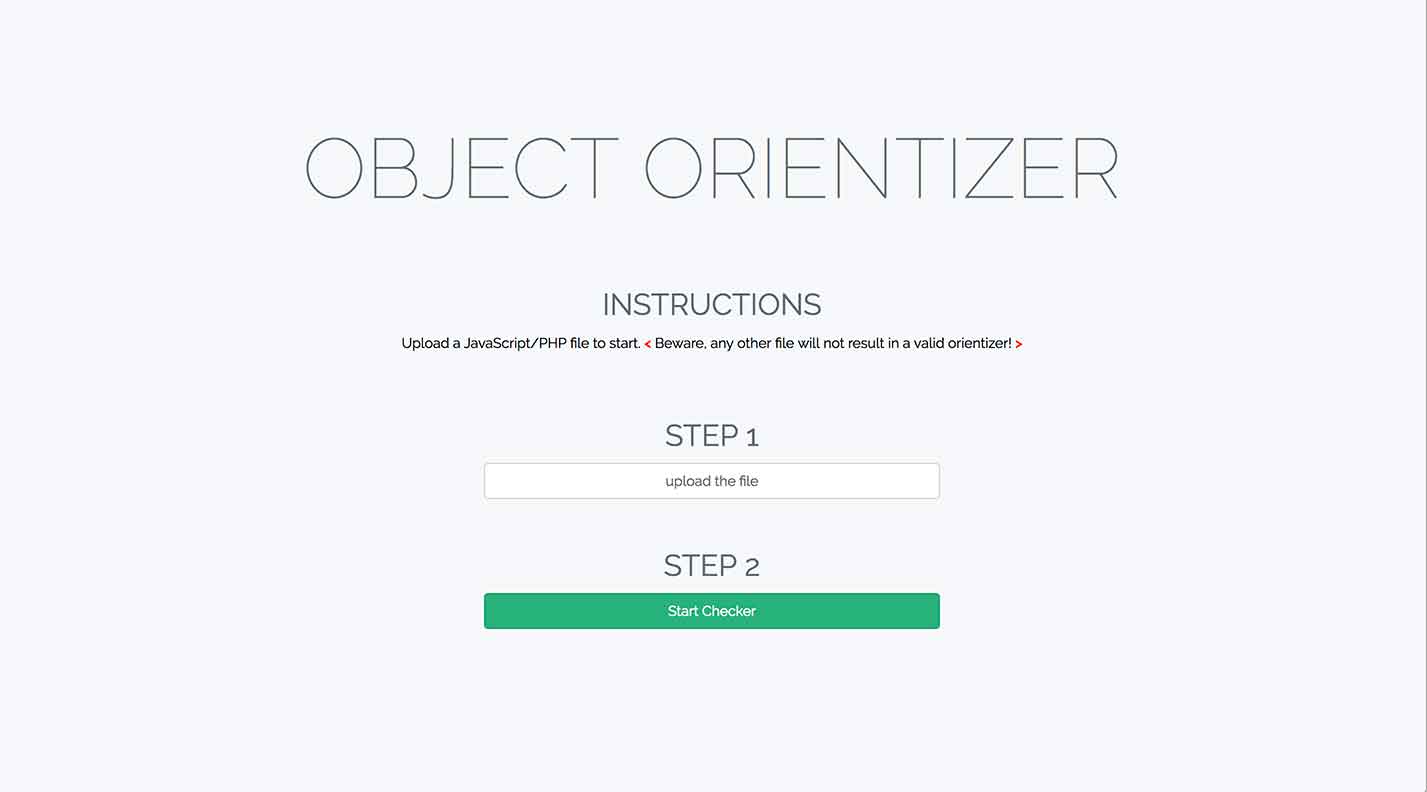 OBJECT ORIENTIZER
INSTRUCTIONS
Upload a JavaScript/PHP file to start. < Beware, any other file will not result in a valid orientizer! >
STEP 1
upload the file
STEP 2
Start Checker